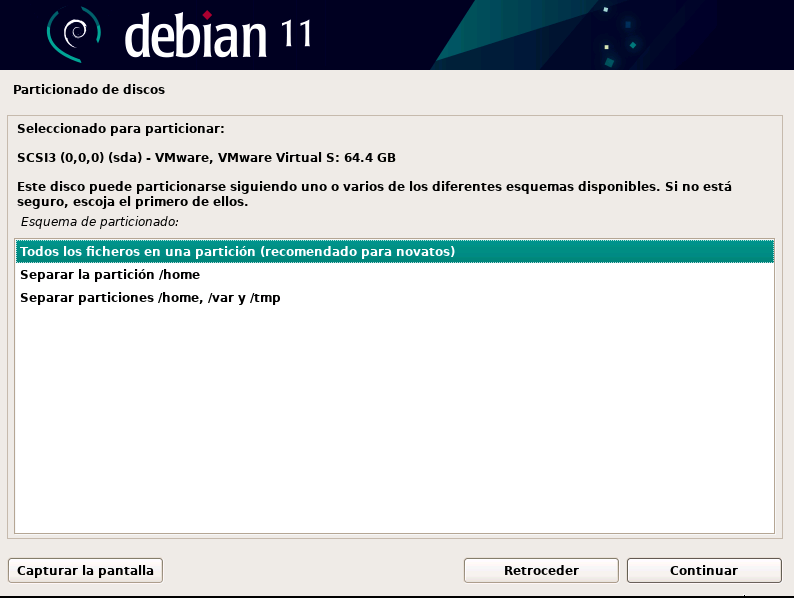 debian 11
Particionado de discos
Seleccionado para particionar:
SCSI3 (0,0,0) (sda) - VMware, VMware Virtual S: 64.4 GB
Este disco puede particionarse siguiendo uno o varios de los diferentes esquemas disponibles. Si no está
seguro, escoja el primero de ellos.
Esquema de particionado:
Todos los ficheros en una partición (recomendado para novatos)
Separar la partición /home
Separar particiones /home, /var y /tmp
Capturar la pantalla
Retroceder
Continuar